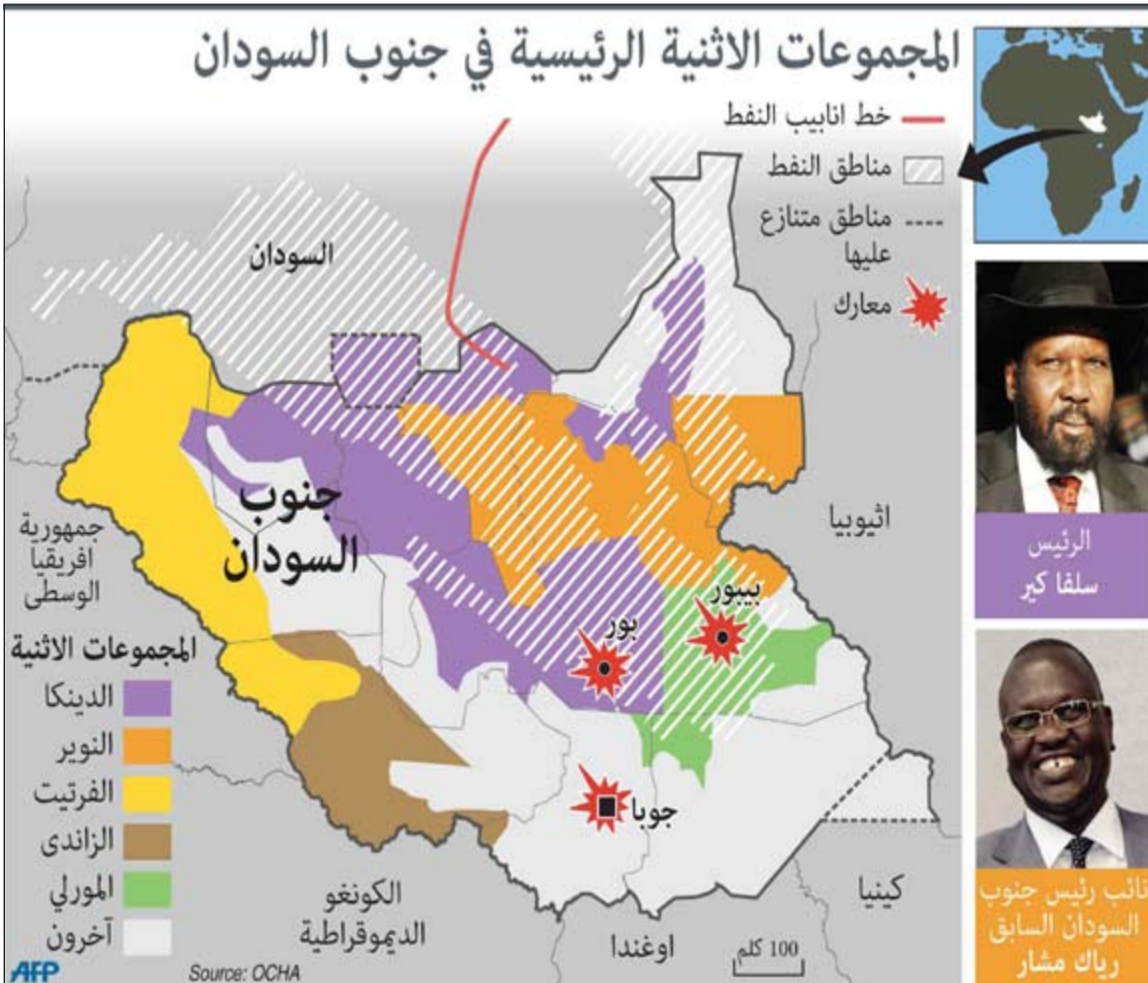 المجموعات الاثنية الرئيسية في جنوب السودان
خط انابيب النفط
مناطق النفط
مناطق متنازع
عليها
معارك
السودان
جنوب
السودان
جمهورية
افريقيا
الوسطى
اثيوبيا
بيبور
بور
جوبا
كينيا
اوغندا
الكونغو
الديموقراطية
100 كلم
المجموعات الاثنية
الدينكا
النوير
الفرتيت
الزاندى
المورلي
آخرون
الرئيس
سلفا كير
نائب رئيس جنوب
السودان السابق
رياك مشار
AFP
Source: OCHA